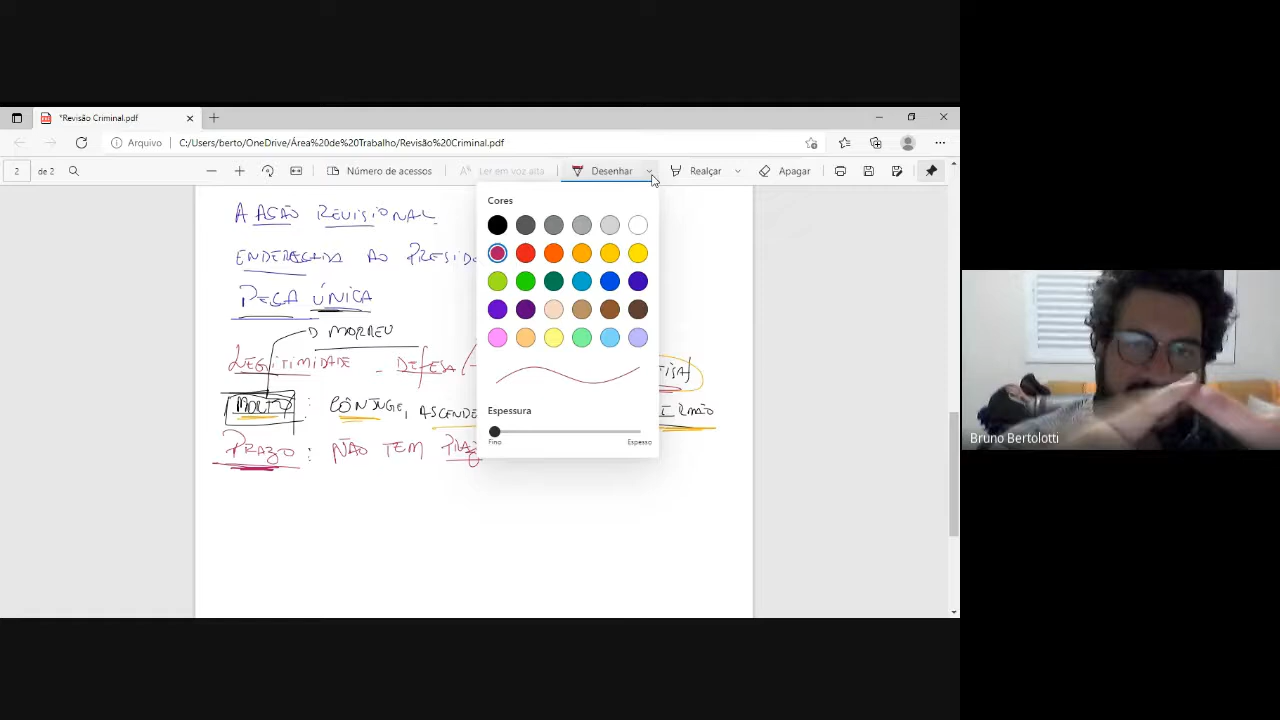 *Revisão Criminal.pdf
Arquivo
C:/Users/berto/OneDrive/Área%20de%20Trabalho/Revisão%20Criminal.pdf
2 de 2
Número de acessos
Ler em voz alta
Desenhar
Realçar
Apagar
Cores
Espessura
Fino
Espesso
A AÇÃO REVISIONAL
ENDEREÇADA AO PRESID
PEÇA ÚNICA
MORREU
LEGITIMIDADE - DEFESA
MORTO : CÔNJUGE, ASCENDE IRMÃO
PRAZO : NÃO TEM PRAZ
Bruno Bertolotti